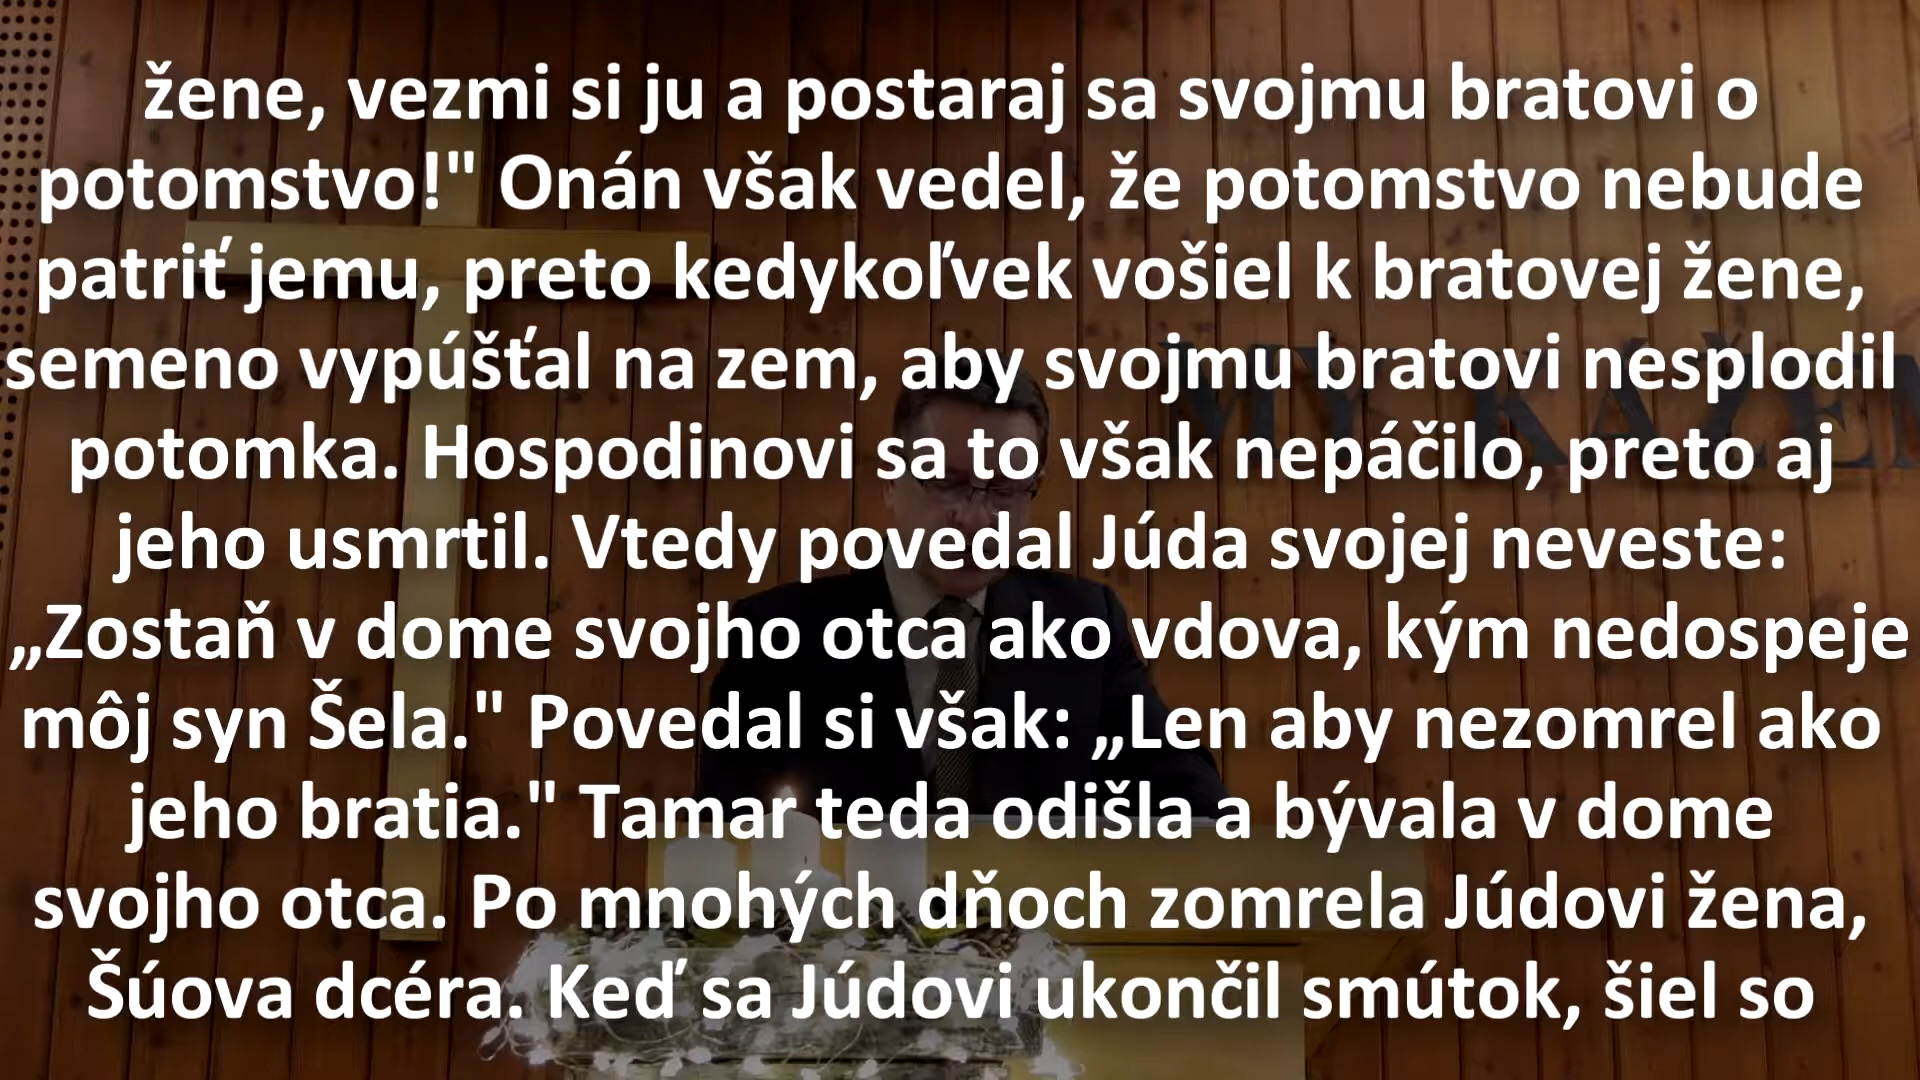 žene, vezmi si ju a postaraj sa svojmu bratovi o
potomstvo!" Onán však vedel, že potomstvo nebude
patriť jemu, preto kedykoľvek vošiel k bratovej žene,
semeno vypúšťal na zem, aby svojmu bratovi nesplodil
potomka. Hospodinovi sa to však nepáčilo, preto aj
jeho usmrtil. Vtedy povedal Júda svojej neveste:
„Zostaň v dome svojho otca ako vdova, kým nedospeje
môj syn Šela." Povedal si však: „Len aby nezomrel ako
jeho bratia." Tamar teda odišla a bývala v dome
svojho otca. Po mnohých dňoch zomrela Júdovi žena,
Šúova dcéra. Keď sa Júdovi ukončil smútok, šiel so